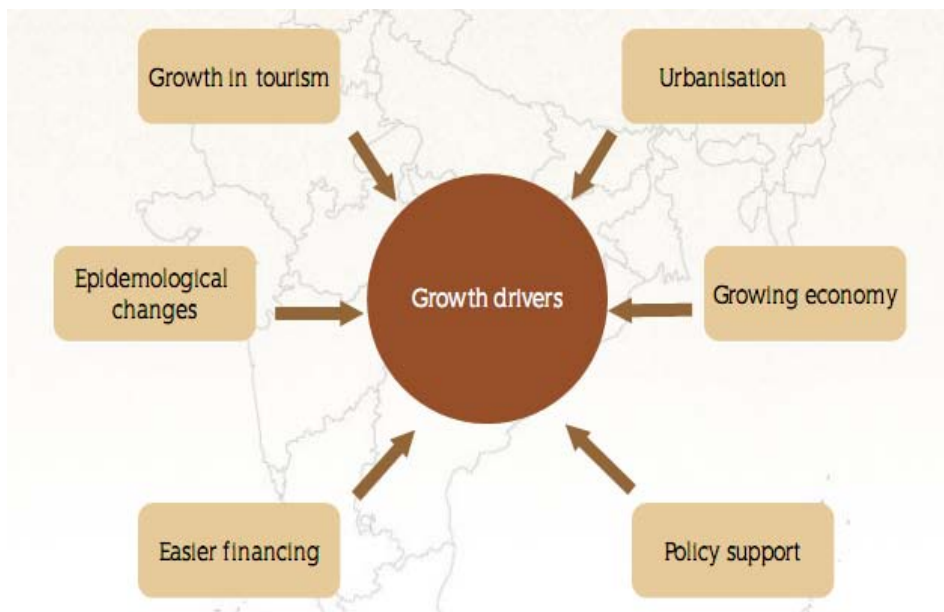 Growth in tourism
Urbanisation
Epidemological
changes
Growth drivers
Growing economy
Easier financing
Policy support